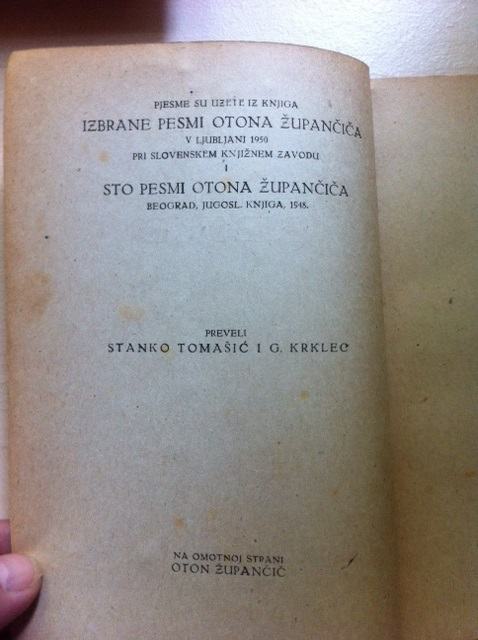 PJESME SU UZETE IZ KNJIGA
IZBRANE PESMI OTONA ŽUPANČIČA
V LJUBLJANI 1950
PRI SLOVENSKEM KNJIŽNEM ZAVODU
I
STO PESMI OTONA ŽUPANČIČA
BEOGRAD, JUGOSL. KNJIGA, 1948.
PREVELI
STANKO TOMAŠIĆ I G. KRKLEC
NA OMOTNOJ STRANI
OTON ŽUPANČIČ